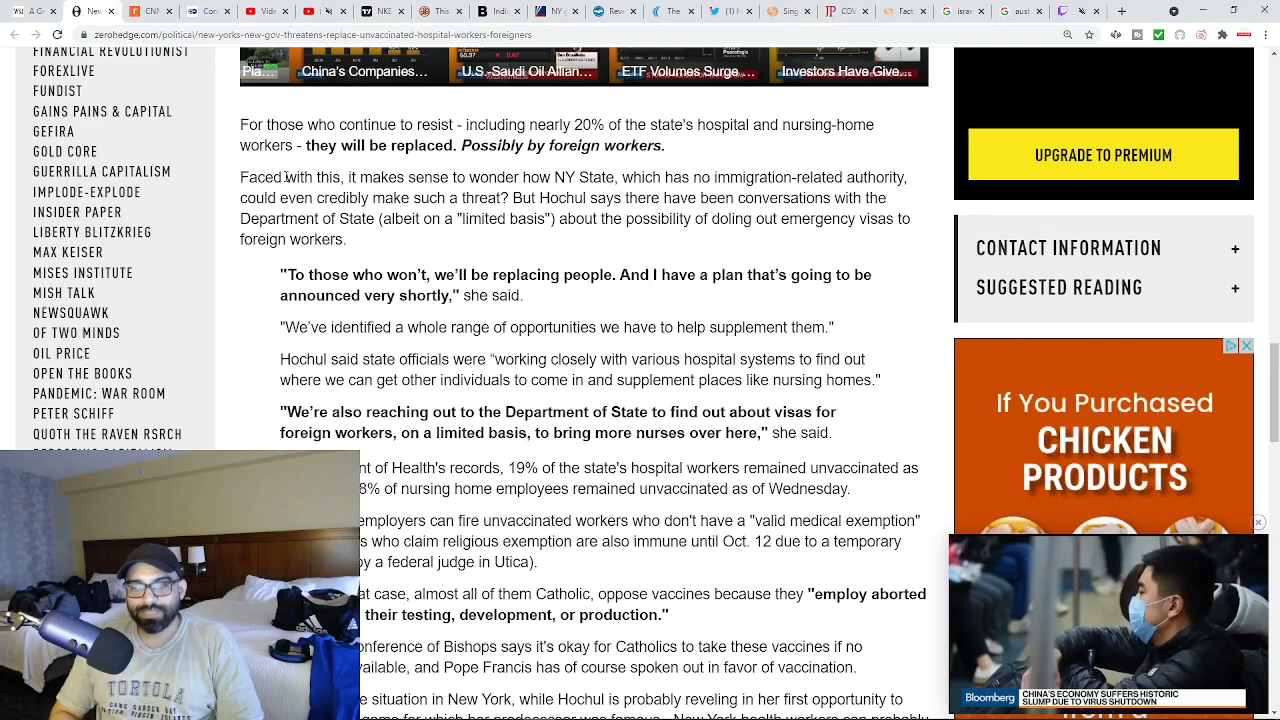 zerohedge.com/political/new-yorks-new-gov-threatens-replace-unvaccinated-hospital-workers-foreigners
FINANCIAL REVOLUTIONIST
FOREXLIVE
FUNDIST
GAINS PAINS & CAPITAL
GEFIRA
GOLD CORE
GUERRILLA CAPITALISM
IMPLODE-EXPLODE
INSIDER PAPER
LIBERTY BLITZKRIEG
MAX KEISER
MISES INSTITUTE
MISH TALK
NEWSQUAWK
OF TWO MINDS
OIL PRICE
OPEN THE BOOKS
PANDEMIC: WAR ROOM
PETER SCHIFF
QUOTH THE RAVEN RSRCH
Pla...
China's Companies...
U.S.-Saudi Oil Allian...
ETF Volumes Surge...
Investors Have Give...
For those who continue to resist - including nearly 20% of the state's hospital and nursing-home
workers - they will be replaced. Possibly by foreign workers.
Faced with this, it makes sense to wonder how NY State, which has no immigration-related authority,
could even credibly make such a threat? But Hochul says there have been conversations with the
Department of State (albeit on a "limited basis") about the possibility of doling out emergency visas to
foreign workers.
"To those who won't, we'll be replacing people. And I have a plan that's going to be
announced very shortly," she said.
"We've identified a whole range of opportunities we have to help supplement them."
Hochul said state officials were “working closely with various hospital systems to find out
where we can get other individuals to come in and supplement places like nursing homes."
"We're also reaching out to the Department of State to find out about visas for
foreign workers, on a limited basis, to bring more nurses over here," she said.
nt of Health's records, 19% of the state's hospital workers remained unvaccinated as
8% of nursing home employees remained unvaccinated as of Wednesday.
employers can fire unvaccinated workers who don't have a "valid medical exemption"
s who claim religious exemption are also immune until Oct. 12 due to a temporary
y a federal judge in Utica).
at case, almost all of them Catholic, oppose vaccines because they "employ aborted
their testing, development, or production."
onference of Bishops says it's okay for Catholics to take these vaccines if no
vailable, and Pope Francis has of course spoken out in favor of vaccination.
e situation in New York, while Hochul is probably reveling in her first opportunity to
UPGRADE TO PREMIUM
CONTACT INFORMATION +
SUGGESTED READING +
If You Purchased
CHICKEN
PRODUCTS
Bloomberg
CHINA'S ECONOMY SUFFERS HISTORIC
SLUMP DUE TO VIRUS SHUTDOWN